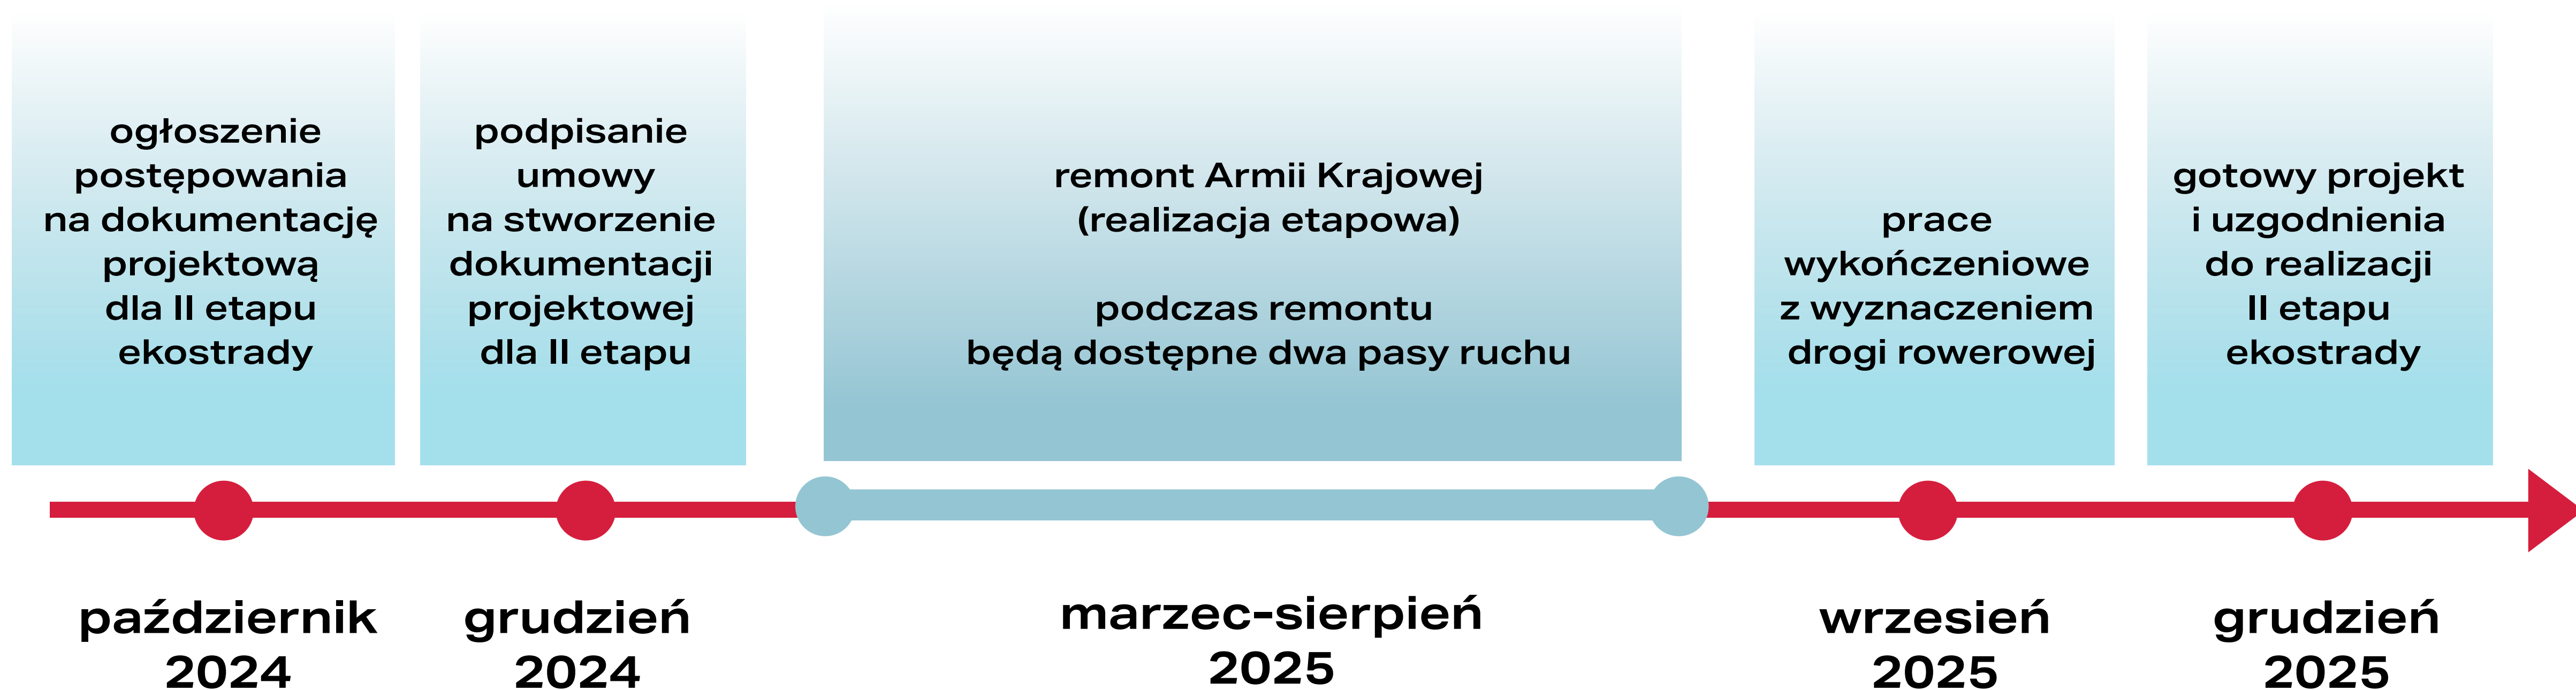 ogłoszenie
postępowania
na dokumentację
projektową
dla II etapu
ekostrady
podpisanie
umowy
na stworzenie
dokumentacji
projektowej
dla II etapu
remont Armii Krajowej
(realizacja etapowa)
podczas remontu
będą dostępne dwa pasy ruchu
prace
wykończeniowe
z wyznaczeniem
drogi rowerowej
gotowy projekt
i uzgodnienia
do realizacji
II etapu
ekostrady
październik
2024
grudzień
2024
marzec-sierpień
2025
wrzesień
2025
grudzień
2025